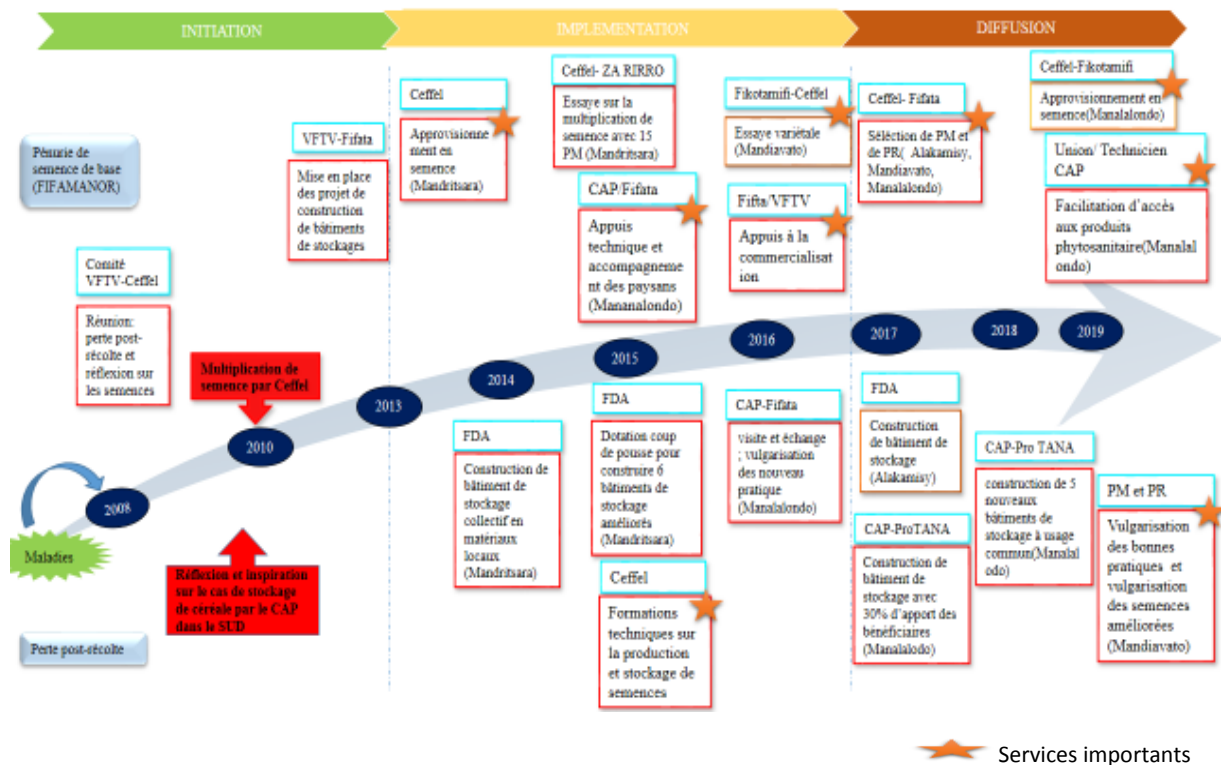 INITIATION
IMPLEMENTATION
DIFFUSION
Pénurie de
semence de base
(FIFAMANOR)
Comité
VFTV-Ceffel
Réunion:
perte post-
récolte et
réflexion sur
les semences
VFTV-Fifata
Mise en place
des projet de
construction de
bâtiments de
stockages
Ceffel
Approvisionne
ment en
semence
(Mandritsara)
Ceffel- ZA RIRRO
Essaye sur la
multiplication de
semence avec 15
PM (Mandritsara)
CAP/Fifata
Appuis
technique et
accompagneme
nt des paysans
(Mananalondo)
Fikotamifi-Ceffel
Essaye variétale
(Mandiavato)
Fifta/VFTV
Appuis à la
commercialisat
ion
Ceffel- Fifata
Séléction de PM et
de PR( Alakamisy,
Mandiavato,
Manalalondo)
Ceffel-Fikotamifi
Approvisionnement en
semence(Manalalondo)
Union/ Technicien
CAP
Facilitation d'accès
aux produits
phytosanitaire(Manalal
ondo)
2008
2010
2013
2014
2015
2016
2017
2018
2019
Multiplication de
semence par Ceffel
Maladies
Réflexion et inspiration
sur le cas de stockage
de céréale par le CAP
dans le SUD
Perte post-récolte
FDA
Construction de
bâtiment de
stockage collectif en
matériaux
locaux
(Mandritsara)
FDA
Dotation coup
de pousse pour
construire 6
bâtiments de
stockage
améliorés
(Mandritsara)
Ceffel
Formations
techniques sur
la production
et stockage de
semences
CAP-Fifata
visite et échange
; vulgarisation
des nouveau
pratique
(Manalalondo)
FDA
Construction
de bâtiment de
stockage
(Alakamisy)
CAP-ProTANA
Construction de
bâtiment de
stockage avec
30% d'apport des
bénéficiaires
(Manalalodo)
CAP-Pro TANA
construction de 5
nouveaux
bâtiments de
stockage à usage
commun(Manalal
odo)
PM et PR
Vulgarisation
des bonnes
pratiques et
vulgarisation
des semences
améliorées
(Mandiavato)
Services importants